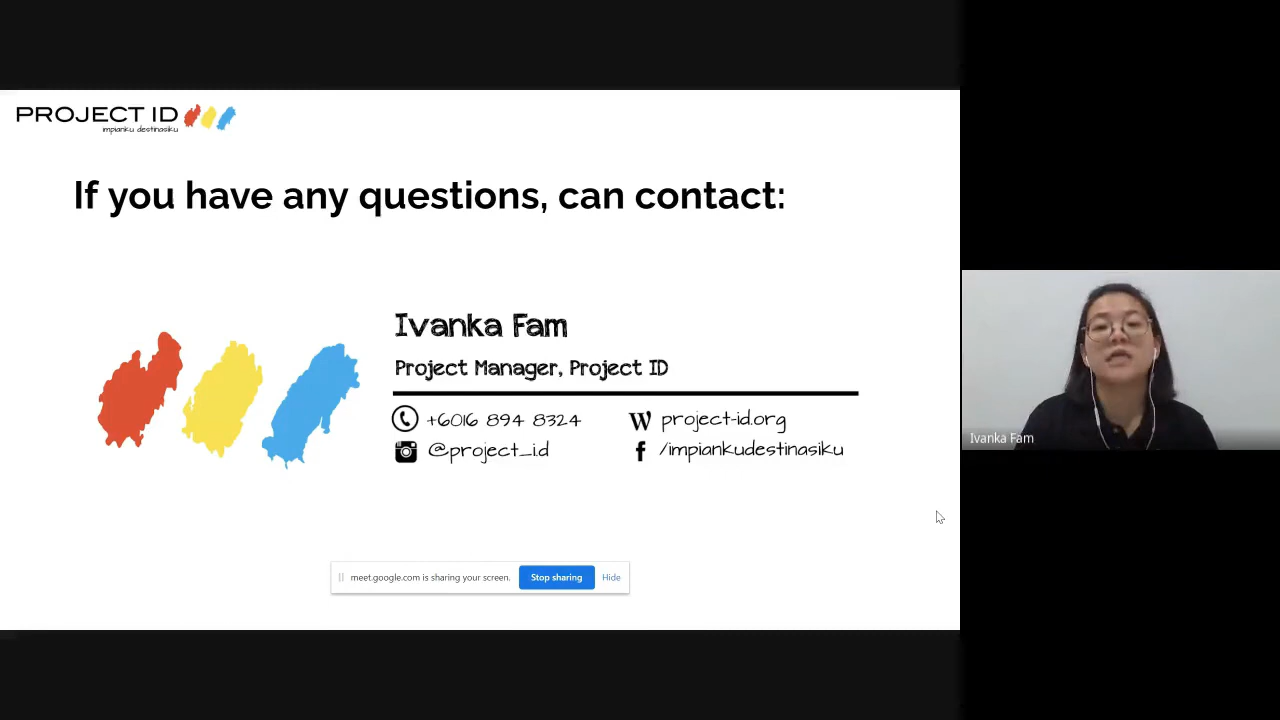 PROJECT ID
impianku destinasiku
If you have any questions, can contact:
Ivanka Fam
Project Manager, Project ID
+6016 894 8324
project-id.org
@project_i.d
/impiankudestinasiku
meet.google.com is sharing your screen.
Stop sharing
Hide
Ivanka Fam